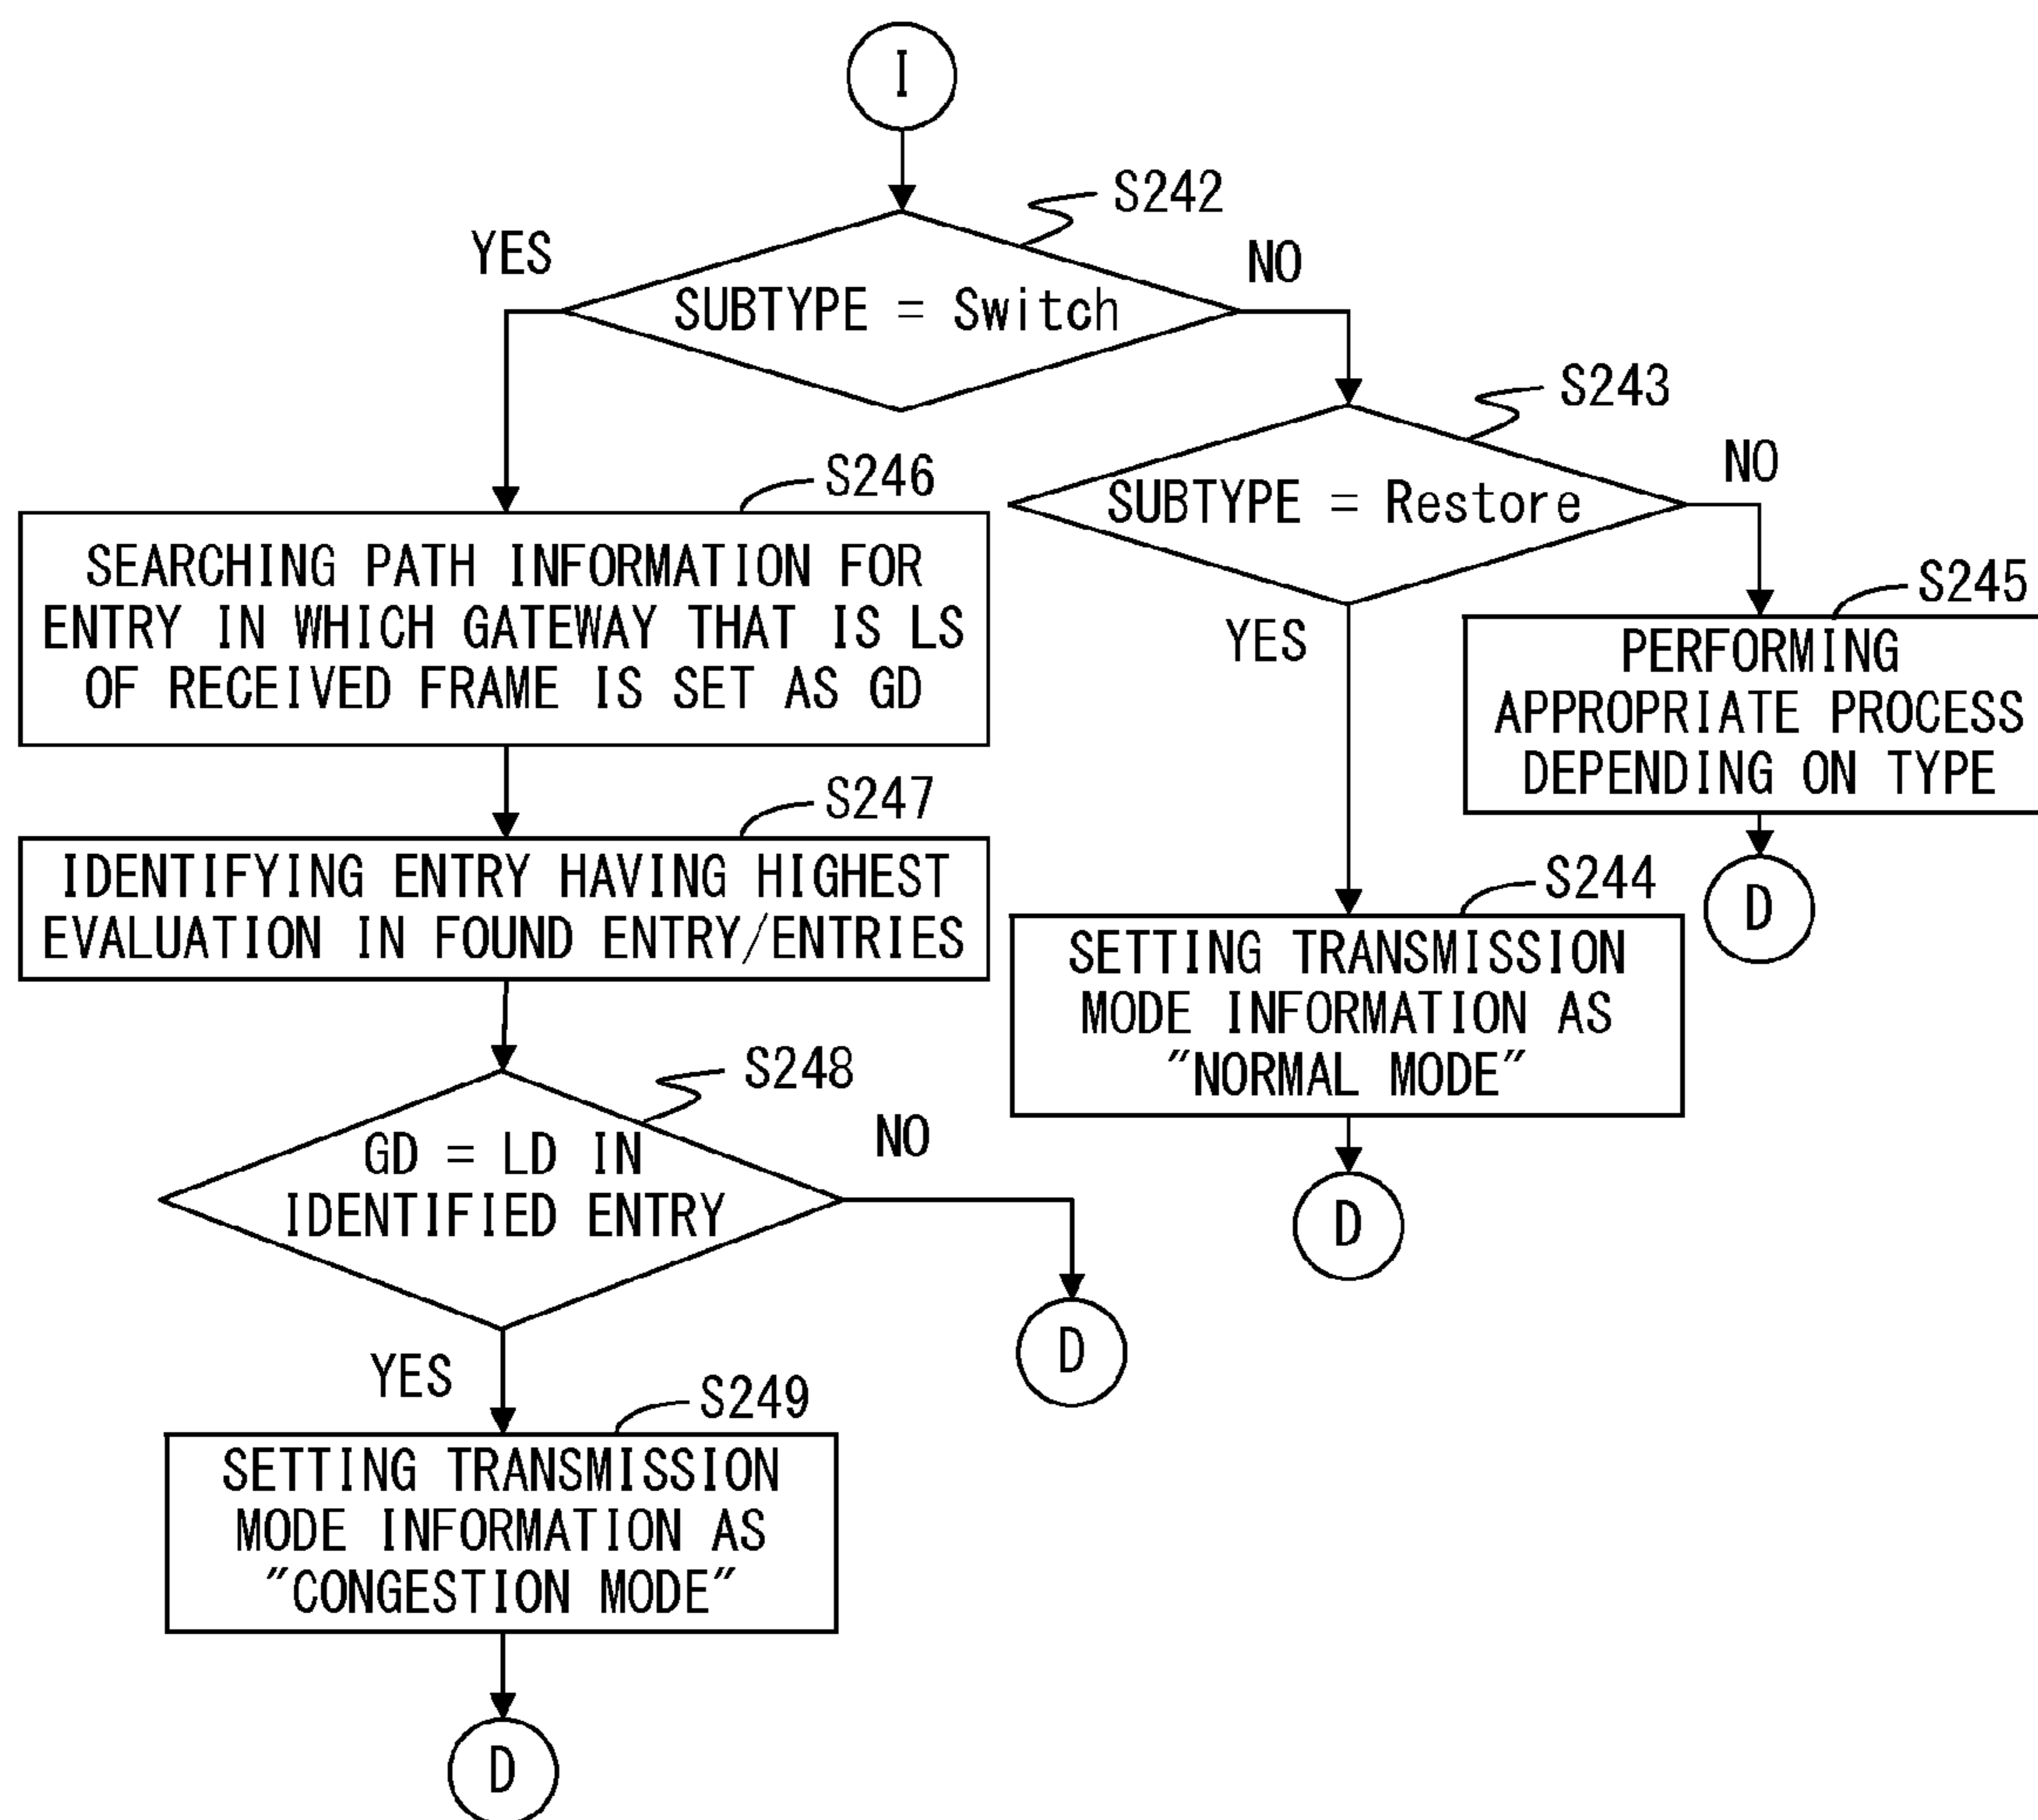 I
S242
YES
NO
SUBTYPE = Switch
S243
NO
SUBTYPE = Restore
YES
S246
SEARCHING PATH INFORMATION FOR
ENTRY IN WHICH GATEWAY THAT IS LS
OF RECEIVED FRAME IS SET AS GD
S245
PERFORMING
APPROPRIATE PROCESS
DEPENDING ON TYPE
D
S247
IDENTIFYING ENTRY HAVING HIGHEST
EVALUATION IN FOUND ENTRY/ENTRIES
S244
SETTING TRANSMISSION
MODE INFORMATION AS
"NORMAL MODE"
D
S248
NO
GD = LD IN
IDENTIFIED ENTRY
D
YES
S249
SETTING TRANSMISSION
MODE INFORMATION AS
"CONGESTION MODE"
D